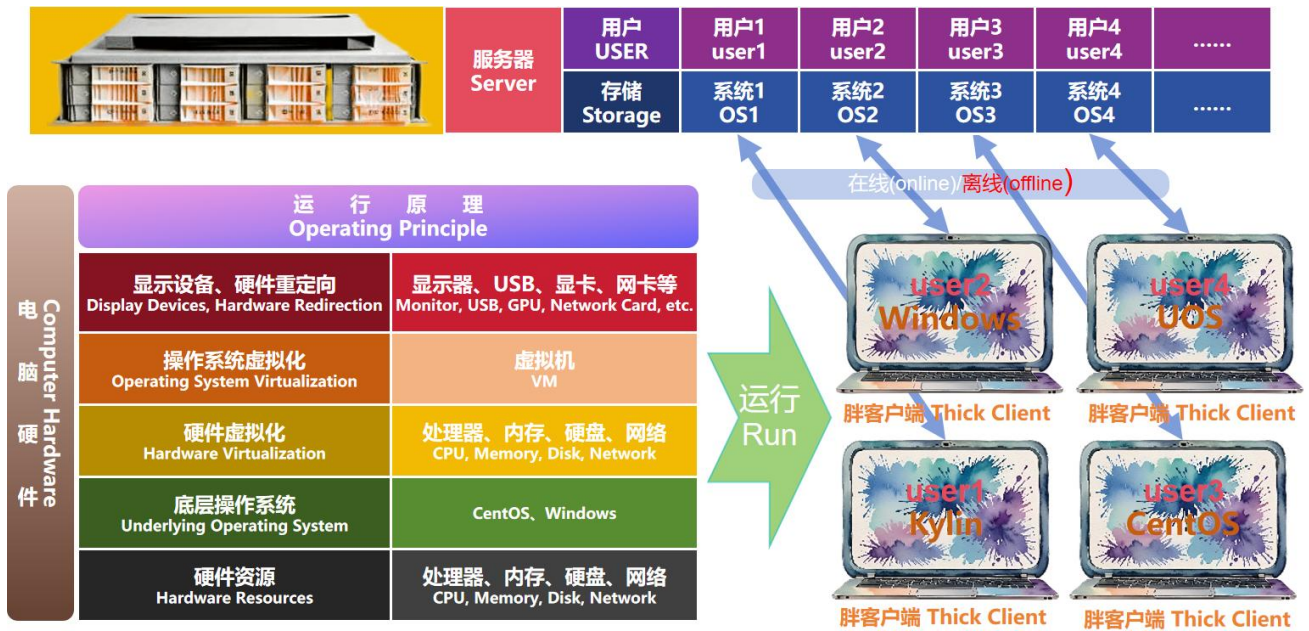 服务器
Server
用户
USER
用户1
user1
用户2
user2
用户3
user3
用户4
user4
……
存储
Storage
系统1
OS1
系统2
OS2
系统3
OS3
系统4
OS4
……
在线(online)/离线(offline)
电脑硬件
Computer Hardware
运行原理
Operating Principle
显示设备、硬件重定向
Display Devices, Hardware Redirection
显示器、USB、显卡、网卡等
Monitor, USB, GPU, Network Card, etc.
操作系统虚拟化
Operating System Virtualization
虚拟机
VM
硬件虚拟化
Hardware Virtualization
处理器、内存、硬盘、网络
CPU, Memory, Disk, Network
底层操作系统
Underlying Operating System
CentOS、Windows
硬件资源
Hardware Resources
处理器、内存、硬盘、网络
CPU, Memory, Disk, Network
运行
Run
user2
Windows
胖客户端 Thick Client
user4
UOS
胖客户端 Thick Client
user1
Kylin
胖客户端 Thick Client
user3
CentOS
胖客户端 Thick Client